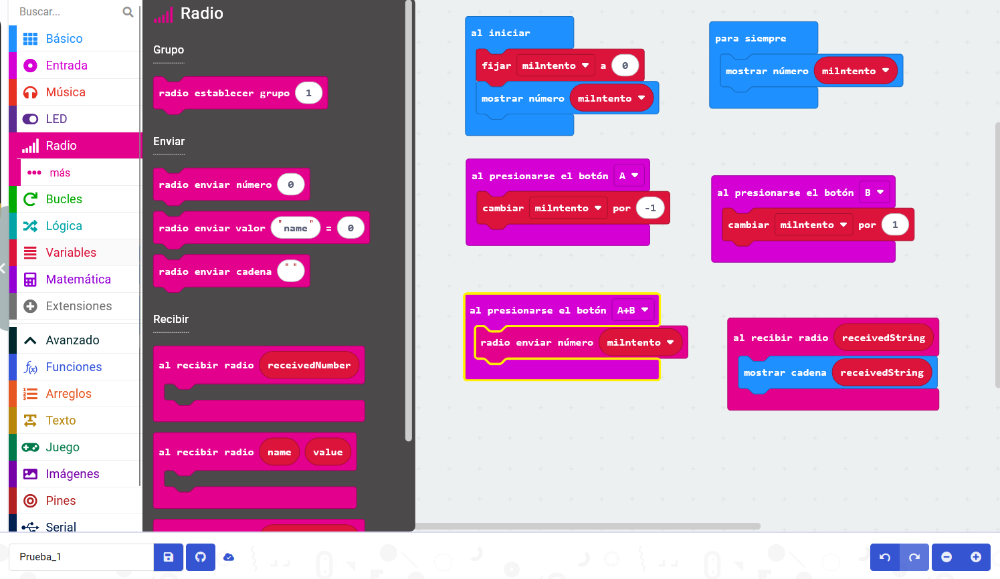 Buscar...
Básico
Entrada
Música
LED
Radio
más
Bucles
Lógica
Variables
Matemática
Extensiones
Avanzado
Funciones
Arreglos
Texto
Juego
Imágenes
Pines
Serial
Radio
Grupo
radio establecer grupo 1
Enviar
radio enviar número 0
radio enviar valor "name" = 0
radio enviar cadena " "
Recibir
al recibir radio receivedNumber
al recibir radio name value
al iniciar
fijar milntento a 0
mostrar número milntento
para siempre
mostrar número milntento
al presionarse el botón A
cambiar milntento por -1
al presionarse el botón B
cambiar milntento por 1
al presionarse el botón A+B
radio enviar número milntento
al recibir radio receivedString
mostrar cadena receivedString
Prueba_1